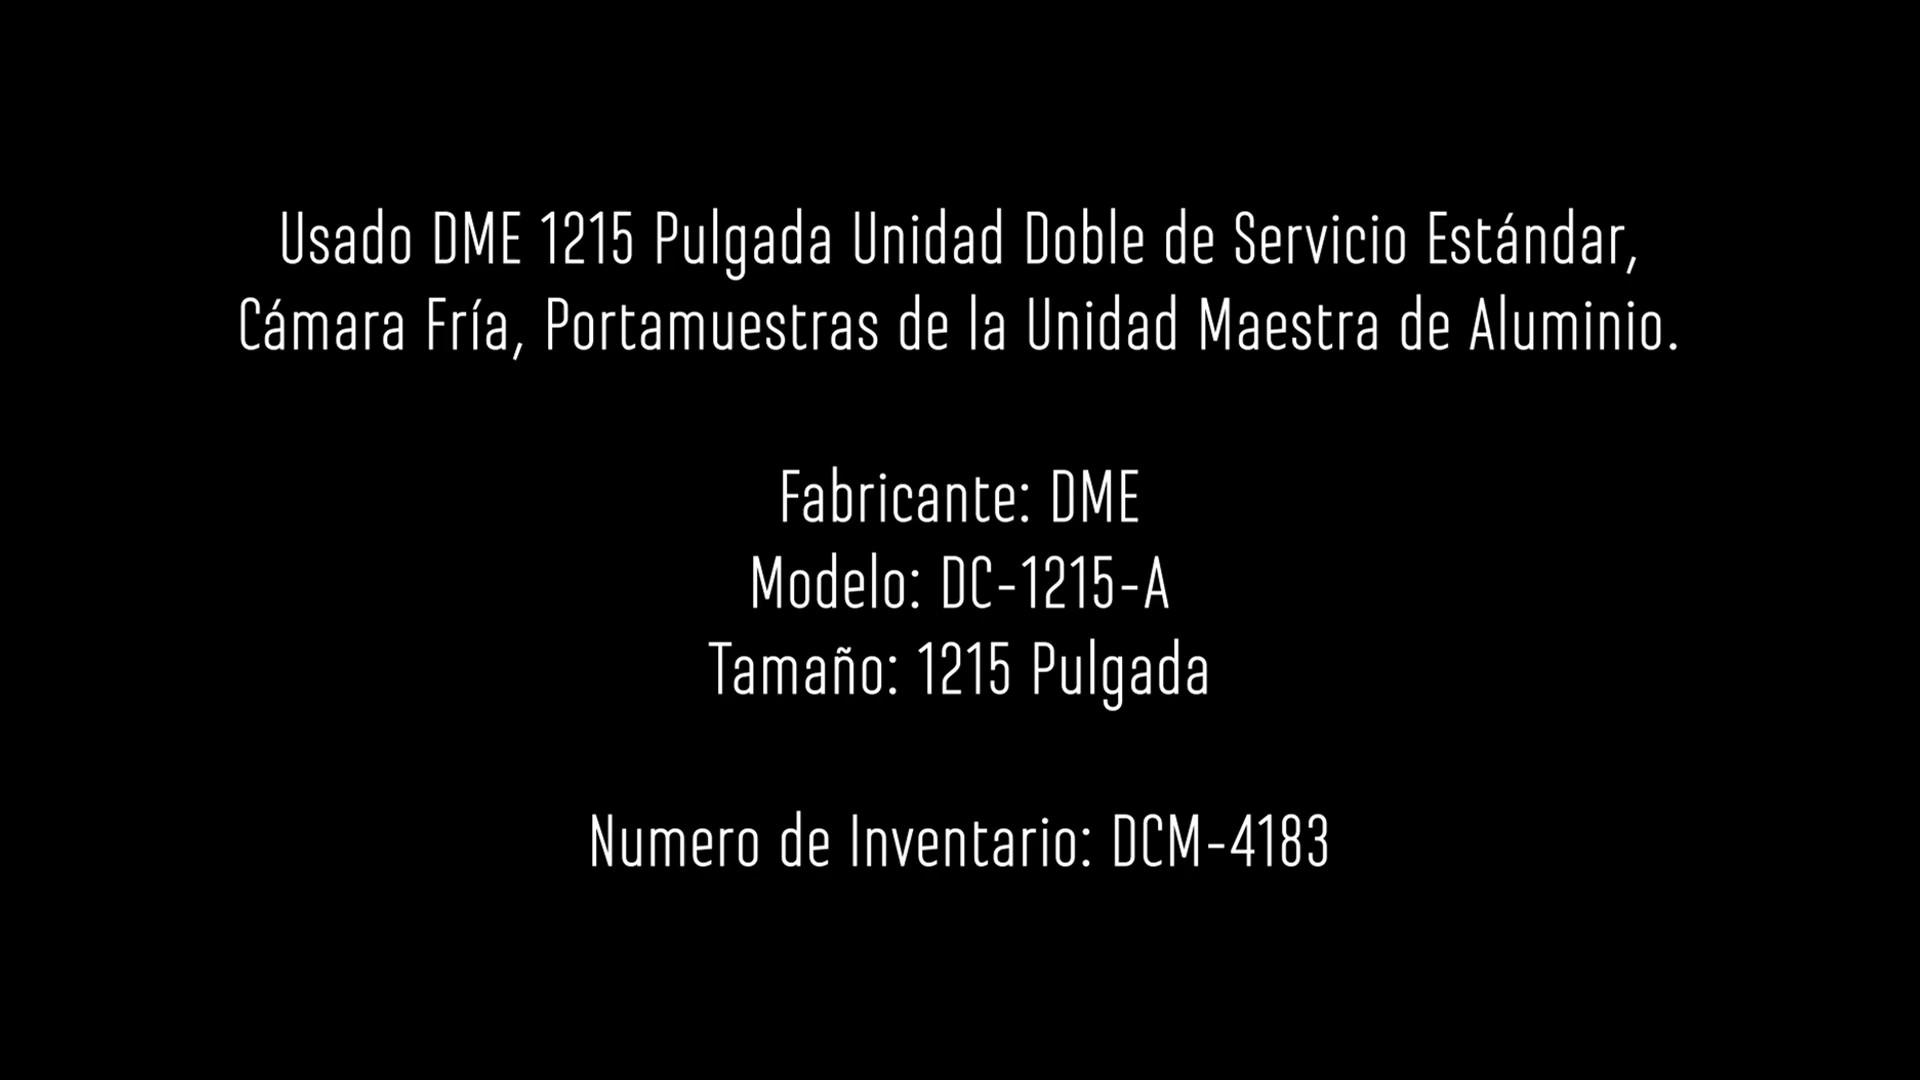 Usado DME 1215 Pulgada Unidad Doble de Servicio Estándar,
Cámara Fría, Portamuestras de la Unidad Maestra de Aluminio.
Fabricante: DME
Modelo: DC-1215-A
Tamaño: 1215 Pulgada
Numero de Inventario: DCM-4183